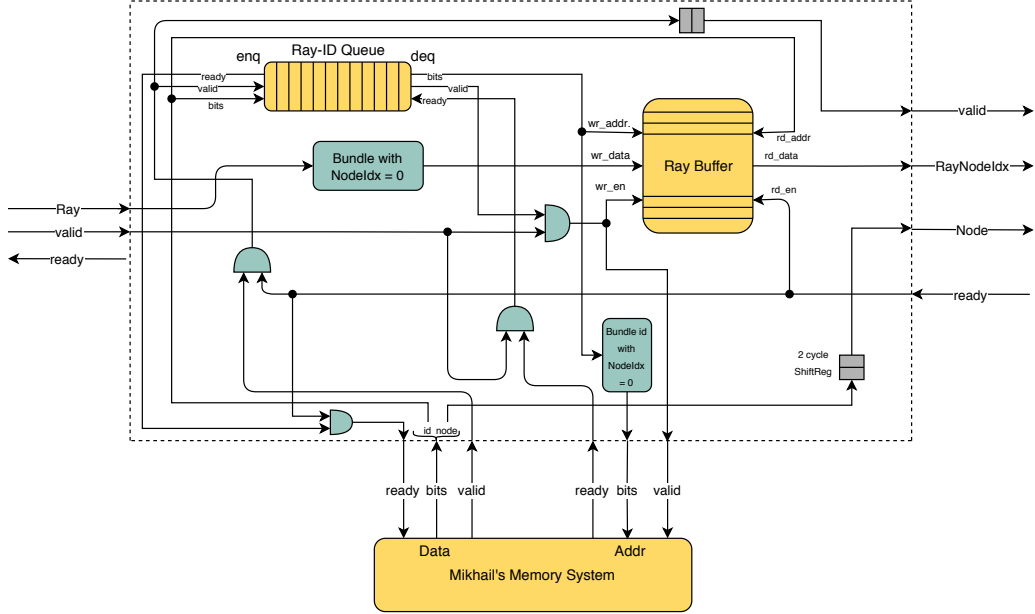 Ray-ID Queue
enq
deq
ready
valid
bits
bits
valid
ready
wr_addr.
wr_data
wr_en
Ray Buffer
rd_addr
rd_data
rd_en
valid
RayNodeIdx
Node
ready
Bundle with
NodeIdx = 0
Ray
valid
ready
Bundle id
with
NodeIdx
= 0
2 cycle
ShiftReg
id
node
ready
bits
valid
ready
bits
valid
Data
Addr
Mikhail's Memory System